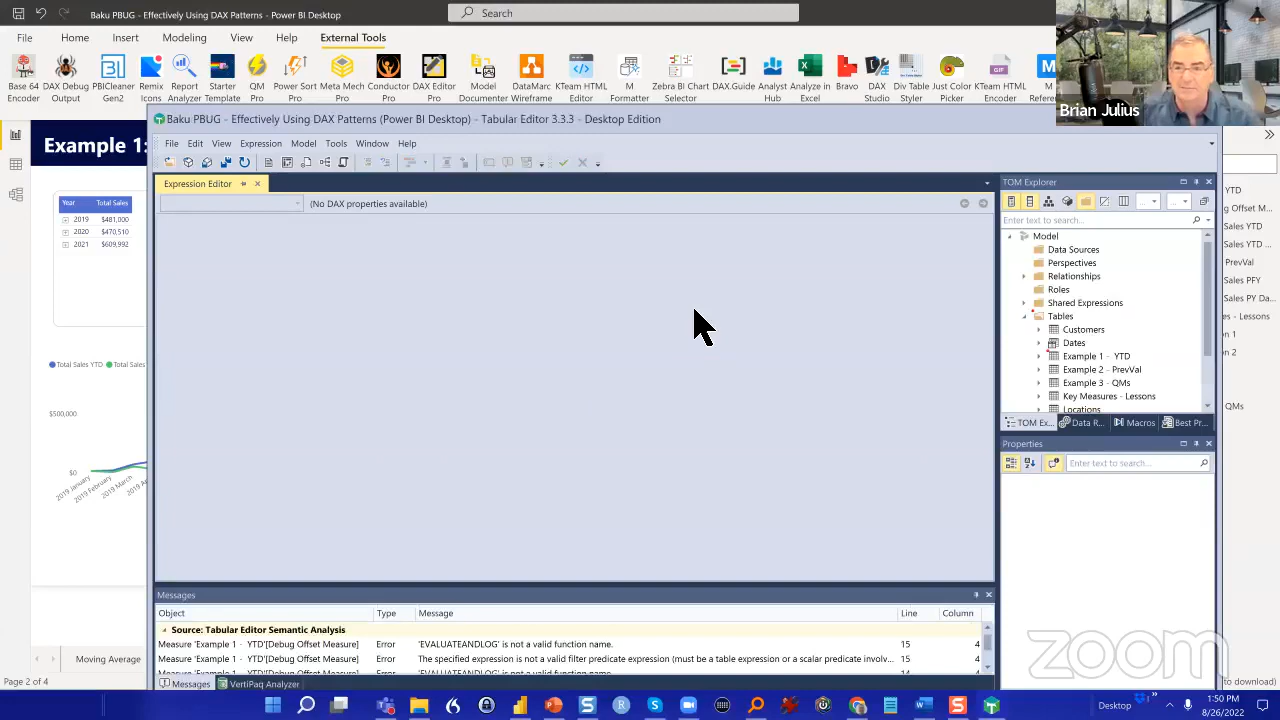 Baku PBUG - Effectively Using DAX Patterns - Power BI Desktop
Search
File Home Insert Modeling View Help External Tools
Base 64 Encoders
DAX Debug Output
PBICleaner Gen2
Remix Icons
Report Analyzer
Starter Template
QM Pro
Power Sort Pro
Meta Mech Conductor
Conductor Pro
DAX Editor Pro
Model Documenter
DataMarc Wireframe
KTeam HTML Editor
M Formatter
Zebra BI Chart Selector
DAX.Guide
Analyst Hub
Analyze in Excel
Bravo
DAX Studio
Div Table Styler
Just Color Picker
KTeam HTML Encoder
Brian Julius
Example 1:
Year Total Sales
2019 $481,000
2020 $470,510
2021 $609,992
Total Sales YTD Total Sales
$500,000
$0
2019 January
2019 February
2019 March
Page 2 of 4
Moving Average
Tabular Editor 3.3.3 - Desktop Edition
File Edit View Expression Model Tools Window Help
Expression Editor
(No DAX properties available)
TOM Explorer
Enter text to search...
Model
Data Sources
Perspectives
Relationships
Roles
Shared Expressions
Tables
Customers
Dates
Example 1 - YTD
Example 2 - PrevVal
Example 3 - QMs
Key Measures - Lessons
Locations
TOM Ex... Data R... Macros Best Pr...
Properties
Enter text to search...
YTD
g Offset M...
Sales YTD
Sales YTD ...
PrevVal
Sales PFY
Sales PY Da...
s - Lessons
n 1
n 2
QMs
Messages
Object Type Message Line Column
Source: Tabular Editor Semantic Analysis
Measure 'Example 1 - YTD'[Debug Offset Measure] Error 'EVALUATEANDLOG' is not a valid function name. 15 4
Measure 'Example 1 - YTD'[Debug Offset Measure] Error The specified expression is not a valid filter predicate expression (must be a table expression or a scalar predicate involv... 15 4
Messages VertiPaq Analyzer
zoom
to download)
Desktop
1:50 PM
8/26/2022